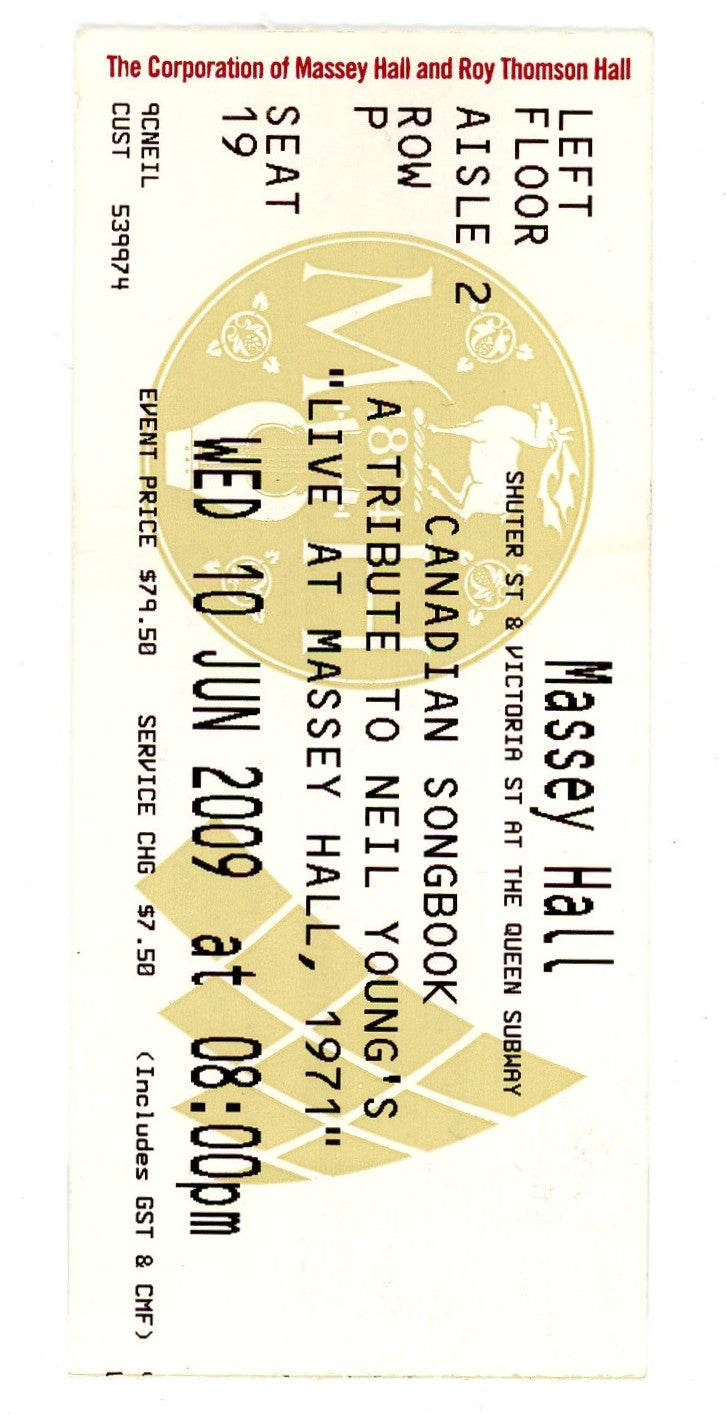 The Corporation of Massey Hall and Roy Thomson Hall
LEFT
FLOOR
AISLE 2
ROW
P
SEAT
19
9CNEIL
CUST 539974
Massey Hall
SHUTER ST & VICTORIA ST AT THE QUEEN SUBWAY
CANADIAN SONGBOOK
A TRIBUTE TO NEIL YOUNG'S
"LIVE AT MASSEY HALL, 1971"
WED 10 JUN 2009 at 08:00pm
EVENT PRICE $79.50 SERVICE CHG $7.50 (Includes GST & CMF)
M H
1894